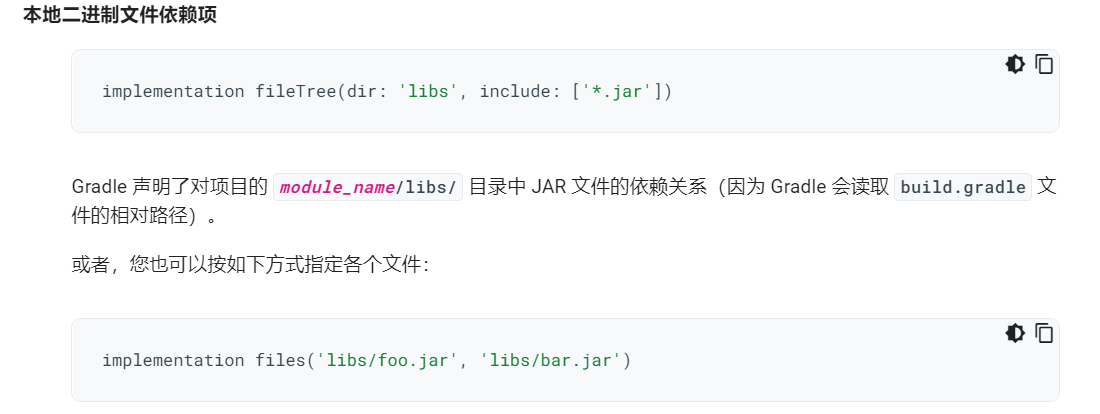 本地二进制文件依赖项
implementation fileTree(dir: 'libs', include: ['*.jar'])
Gradle 声明了对项目的 module_name/libs/ 目录中 JAR 文件的依赖关系（因为 Gradle 会读取 build.gradle 文
件的相对路径）。
或者，您也可以按如下方式指定各个文件：
implementation files('libs/foo.jar', 'libs/bar.jar')